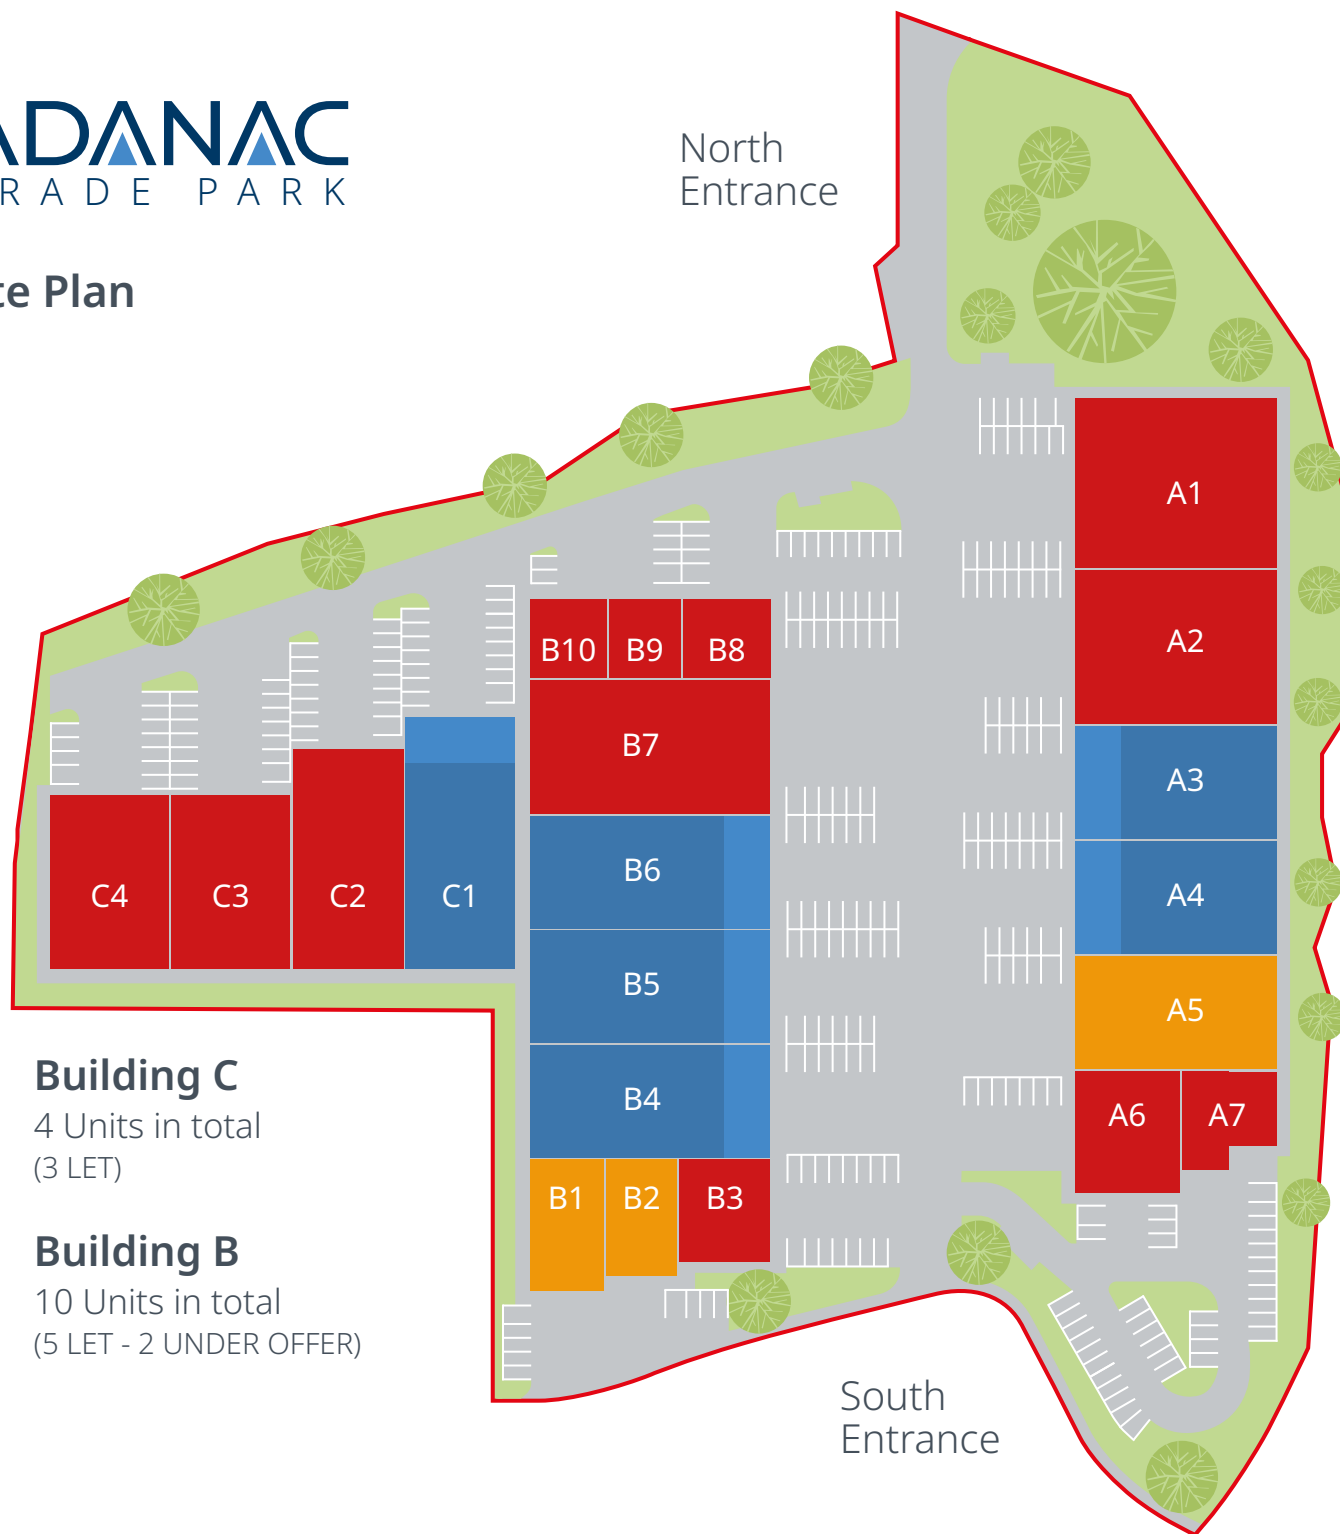 ADANAC
RADE PARK
te Plan
North
Entrance
A1
A2
A3
A4
A5
A6
A7
B10
B9
B8
B7
B6
B5
B4
B1
B2
B3
C4
C3
C2
C1
Building C
4 Units in total
(3 LET)
Building B
10 Units in total
(5 LET - 2 UNDER OFFER)
South
Entrance